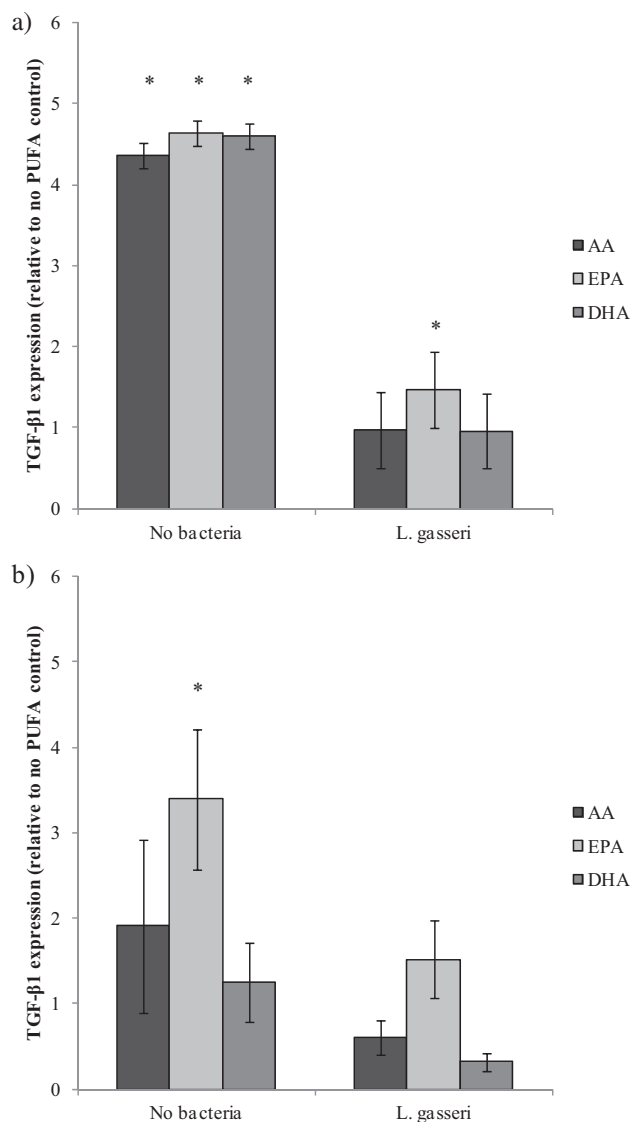 a)
TGF-β1 expression (relative to no PUFA control)
6
5
4
3
2
1
0
* * *
*
No bacteria
L. gasseri
AA
EPA
DHA
b)
TGF-β1 expression (relative to no PUFA control)
6
5
4
3
2
1
0
*
No bacteria
L. gasseri
AA
EPA
DHA